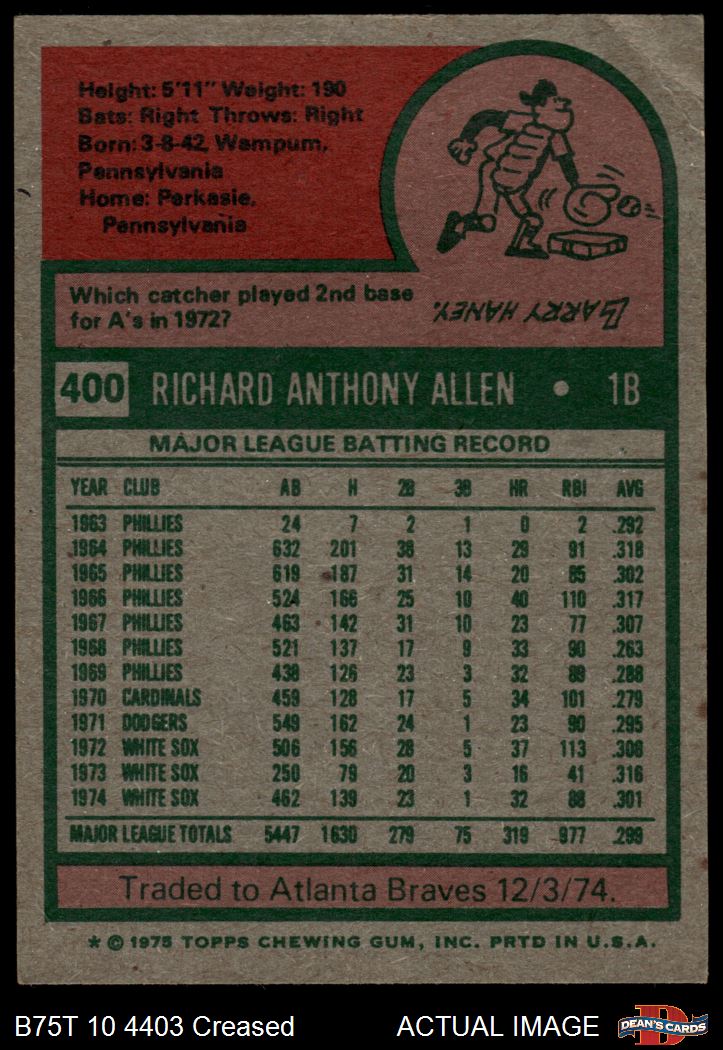 Height: 5'11" Weight: 190
Bats: Right Throws: Right
Born: 3-8-42, Wampum,
Pennsylvania
Home: Perkasie,
Pennsylvania
Which catcher played 2nd base
for A's in 1972?
LARRY HANEY.
400 RICHARD ANTHONY ALLEN • 1B
MAJOR LEAGUE BATTING RECORD
YEAR CLUB AB H 2B 3B HR RBI AVG
1963 PHILLIES 24 7 2 1 0 2 .292
1964 PHILLIES 632 201 38 13 29 91 .318
1965 PHILLIES 619 187 31 14 20 85 .302
1966 PHILLIES 524 166 25 10 40 110 .317
1967 PHILLIES 463 142 31 10 23 77 .307
1968 PHILLIES 521 137 17 9 33 90 .263
1969 PHILLIES 438 126 23 3 32 89 .288
1970 CARDINALS 459 128 17 5 34 101 .279
1971 DODGERS 549 162 24 1 23 90 .295
1972 WHITE SOX 506 156 28 5 37 113 .308
1973 WHITE SOX 250 79 20 3 16 41 .316
1974 WHITE SOX 462 139 23 1 32 88 .301
MAJOR LEAGUE TOTALS 5447 1630 279 75 319 977 .299
Traded to Atlanta Braves 12/3/74.
* © 1975 TOPPS CHEWING GUM, INC. PRTD IN U.S.A.
B75T 10 4403 Creased ACTUAL IMAGE
DEAN'S CARDS